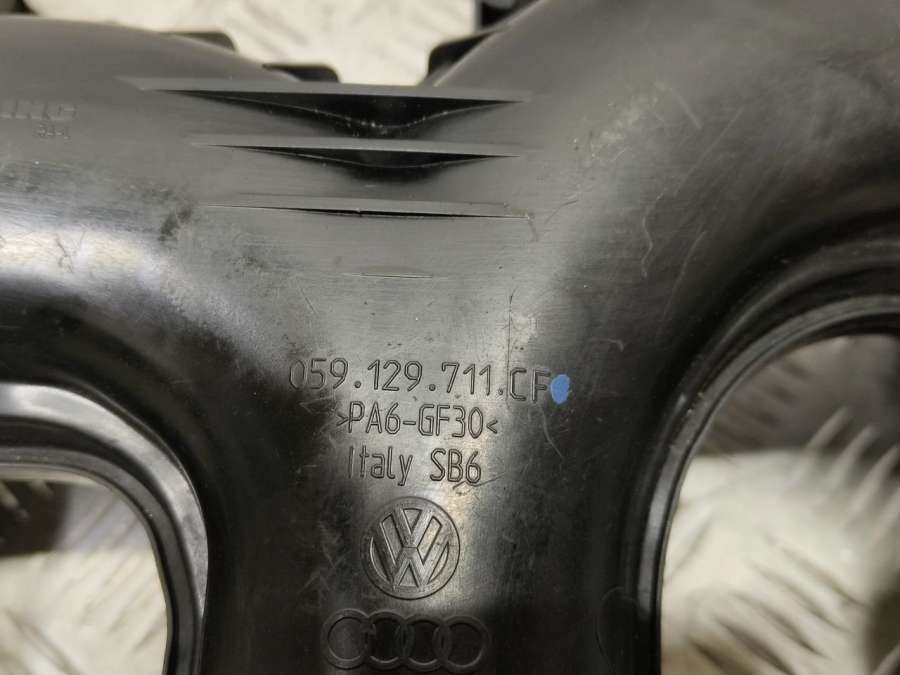 059.129.711.CF
>PA6-GF30<
Italy SB6